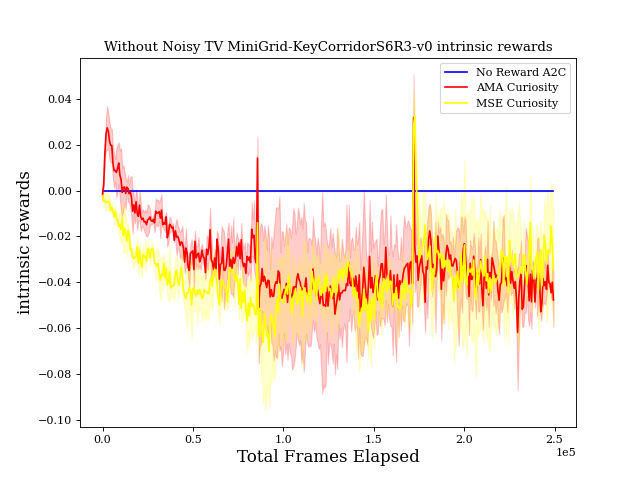 Without Noisy TV MiniGrid-KeyCorridorS6R3-v0 intrinsic rewards
No Reward A2C
AMA Curiosity
MSE Curiosity
intrinsic rewards
0.04
0.02
0.00
−0.02
−0.04
−0.06
−0.08
−0.10
0.0 0.5 1.0 1.5 2.0 2.5
1e5
Total Frames Elapsed